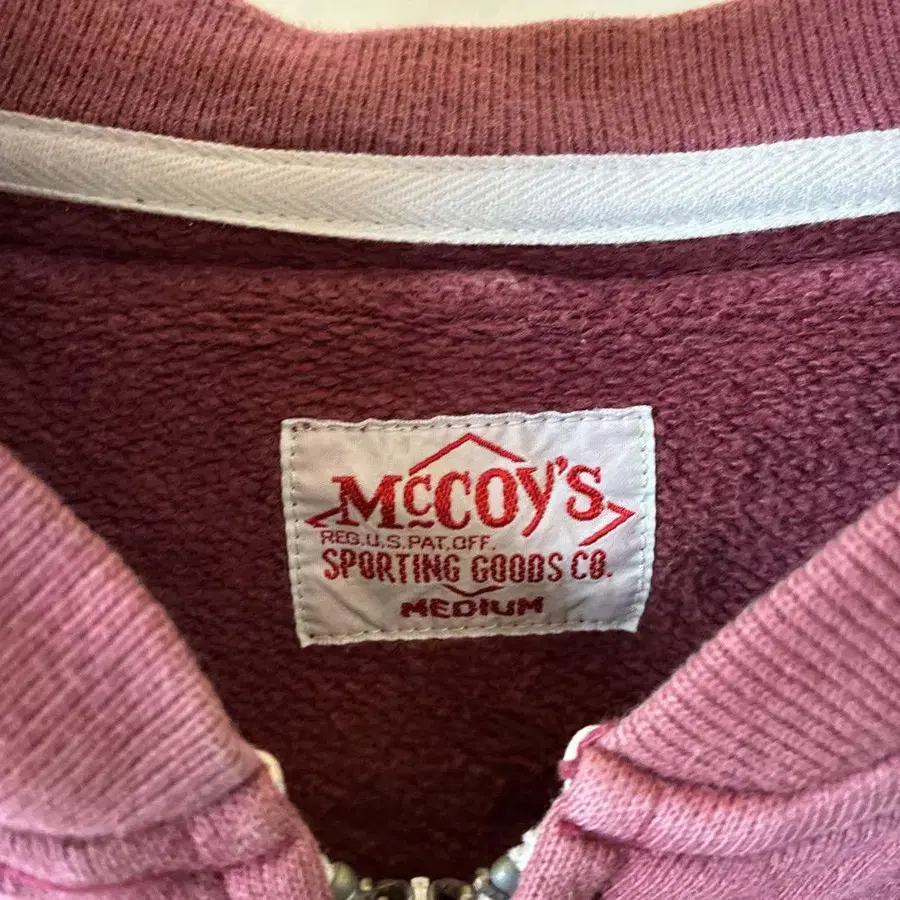 McCOY'S
REG.U.S.PAT.OFF.
SPORTING GOODS CO.
MEDIUM